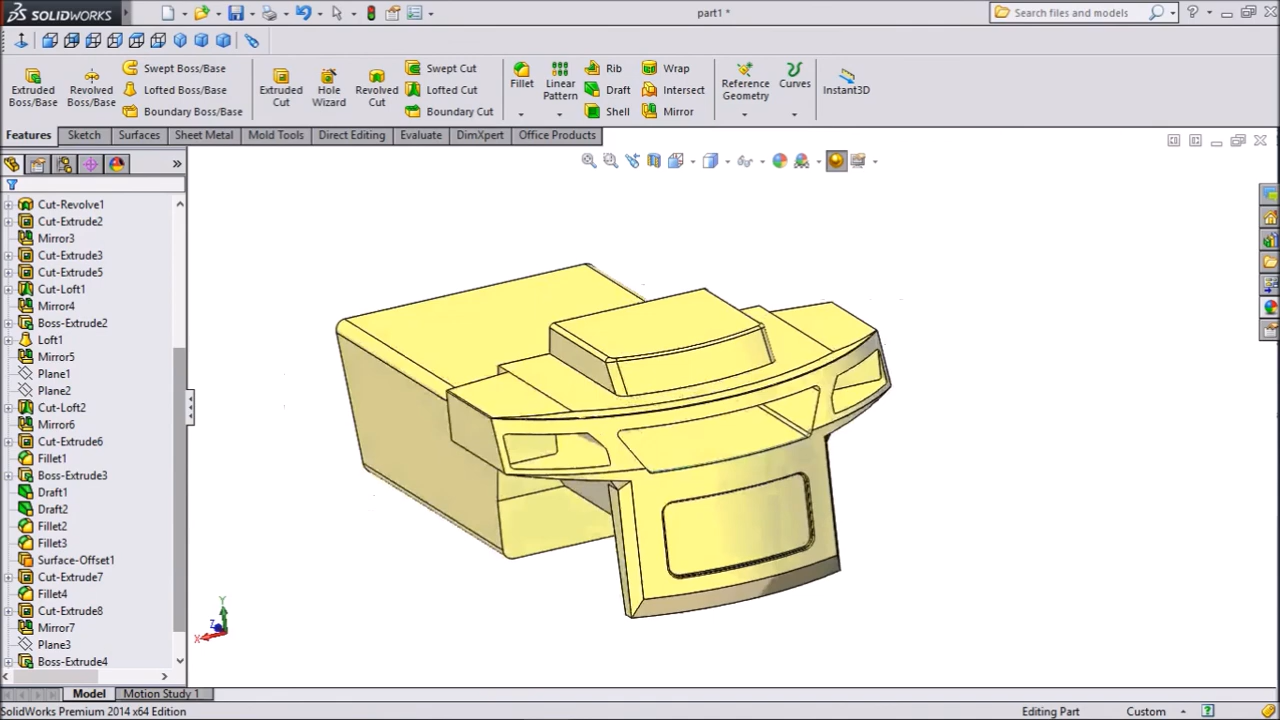 SOLIDWORKS
part1 *
Search files and models
Extruded Boss/Base
Revolved Boss/Base
Swept Boss/Base
Lofted Boss/Base
Boundary Boss/Base
Extruded Cut
Hole Wizard
Revolved Cut
Swept Cut
Lofted Cut
Boundary Cut
Fillet
Linear Pattern
Rib
Draft
Shell
Wrap
Intersect
Mirror
Reference Geometry
Curves
Instant3D
Features
Sketch
Surfaces
Sheet Metal
Mold Tools
Direct Editing
Evaluate
DimXpert
Office Products
Cut-Revolve1
Cut-Extrude2
Mirror3
Cut-Extrude3
Cut-Extrude5
Cut-Loft1
Mirror4
Boss-Extrude2
Loft1
Mirror5
Plane1
Plane2
Cut-Loft2
Mirror6
Cut-Extrude6
Fillet1
Boss-Extrude3
Draft1
Draft2
Fillet2
Fillet3
Surface-Offset1
Cut-Extrude7
Fillet4
Cut-Extrude8
Mirror7
Plane3
Boss-Extrude4
Y
Z
X
Model
Motion Study 1
SolidWorks Premium 2014 x64 Edition
Editing Part
Custom